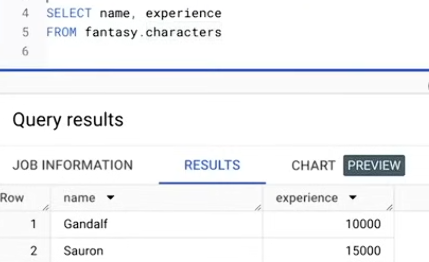 4 SELECT name, experience
5 FROM fantasy.characters
6
Query results
JOB INFORMATION RESULTS CHART PREVIEW
Row name experience
1 Gandalf 10000
2 Sauron 15000